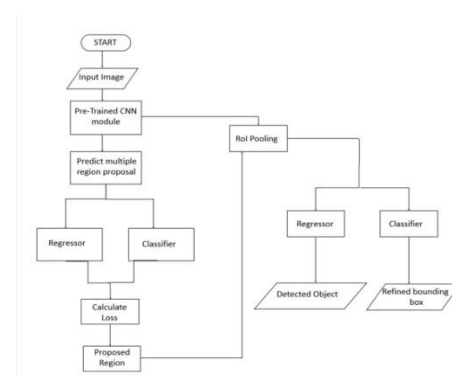 START
Input Image
Pre-Trained CNN
module
Predict multiple
region proposal
Regressor
Classifier
Calculate
Loss
Proposed
Region
RoI Pooling
Regressor
Classifier
Detected Object
Refined bounding
box